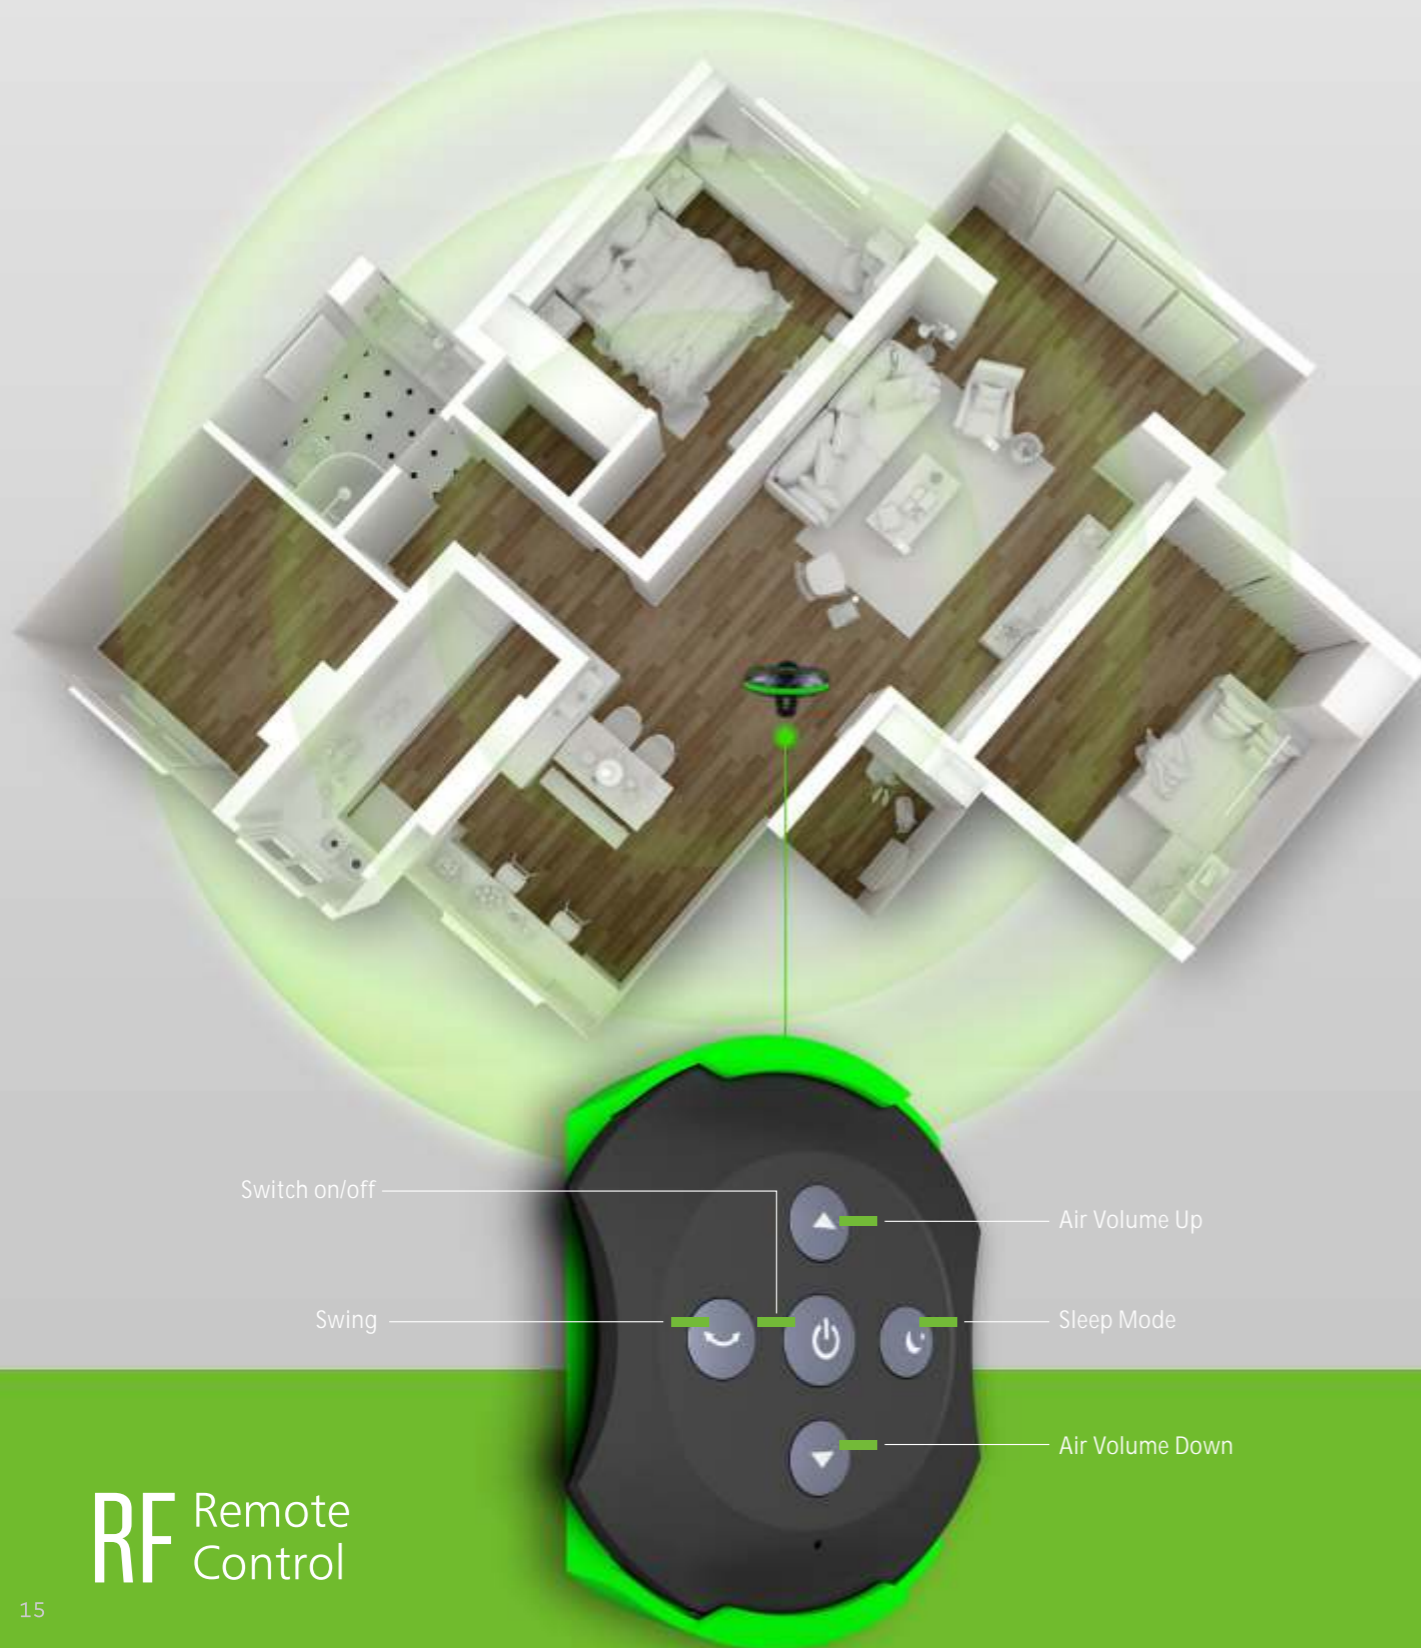 Switch on/off
Air Volume Up
Swing
Sleep Mode
Air Volume Down
RF Remote
Control
15